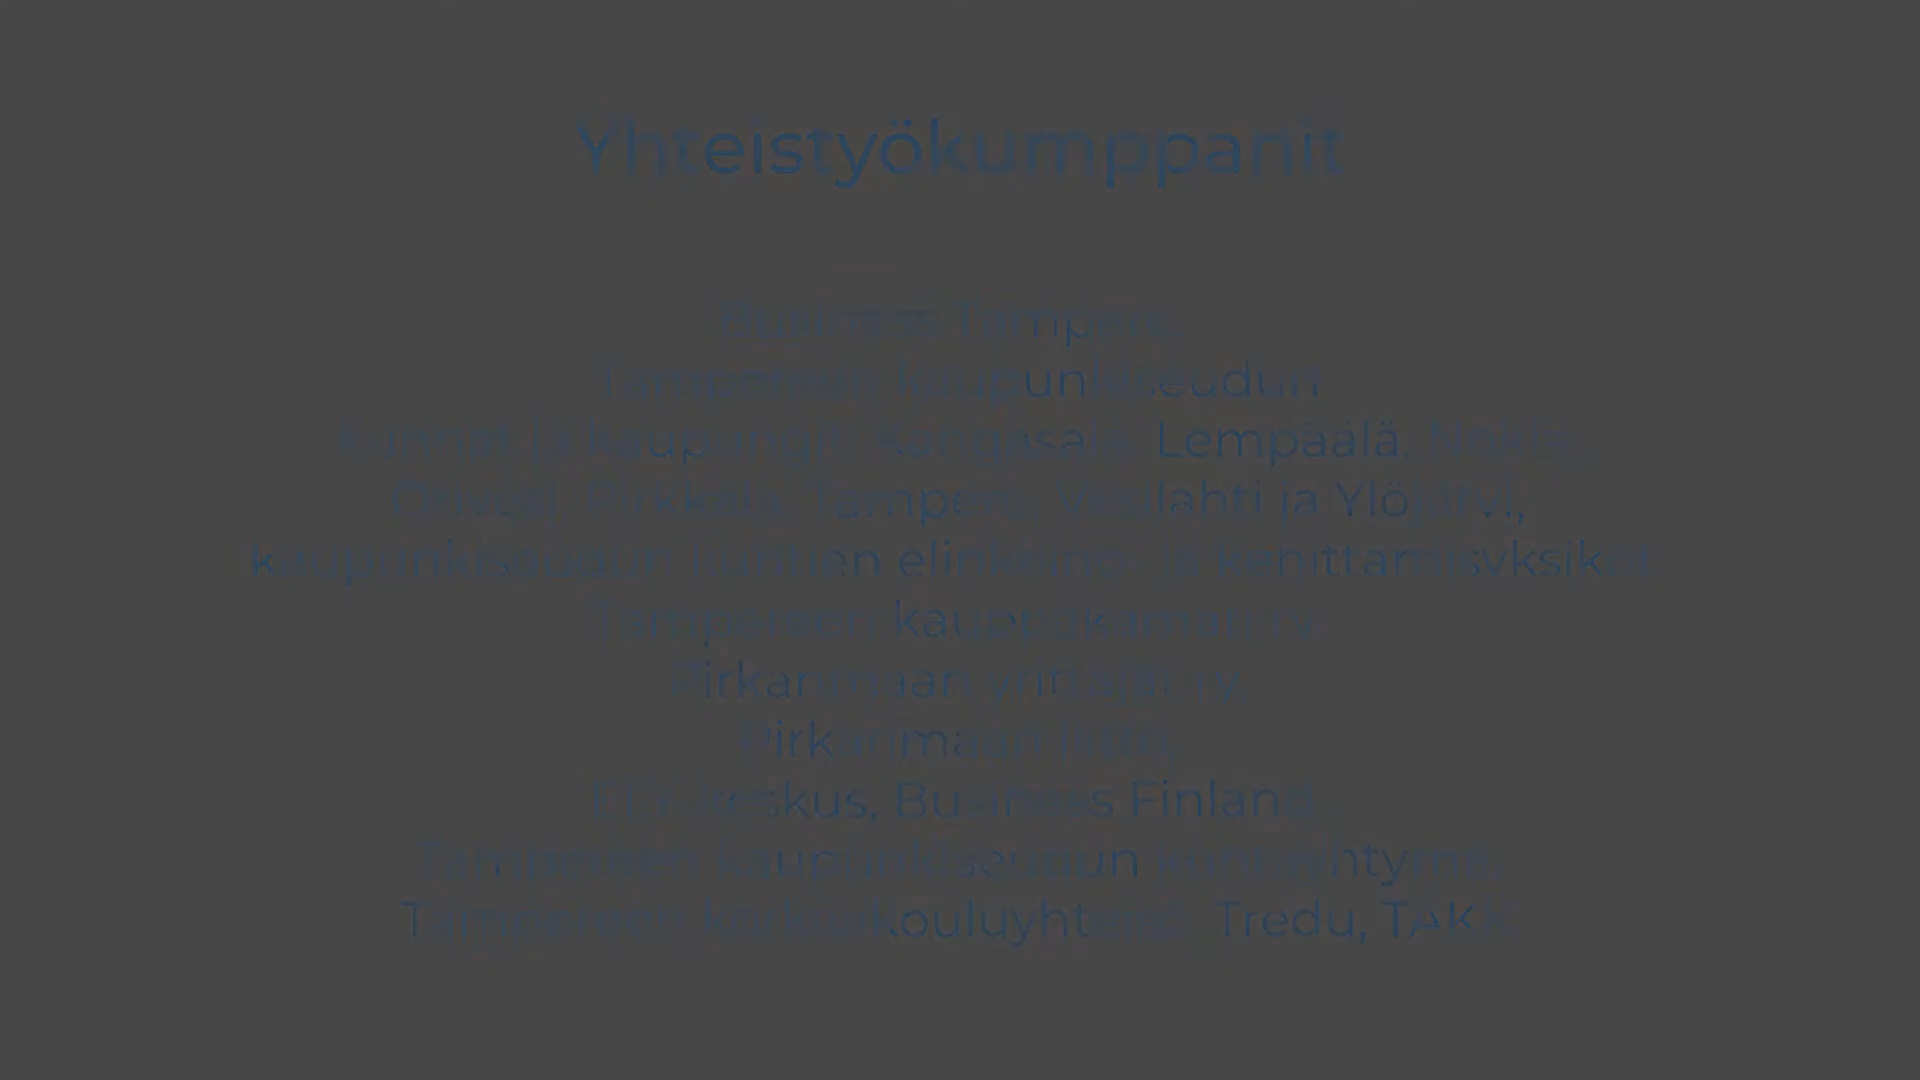 Yhteistyökumppanit
Business Tampere,
Tampereen kaupunkiseudun
kunnat ja kaupungit: Kangasala, Lempäälä, Nokia,
Orivesi, Pirkkala, Tampere, Vesilahti ja Ylöjärvi,
kaupunkiseudun kuntien elinkeino- ja kehittämisyksiköt,
Tampereen kauppakamari ry,
Pirkanmaan yrittäjät ry,
Pirkanmaan liitto,
ELY-keskus, Business Finland
Tampereen kaupunkiseudun kuntayhtymä,
Tampereen korkeakouluyhteisö, Tredu, TAKK